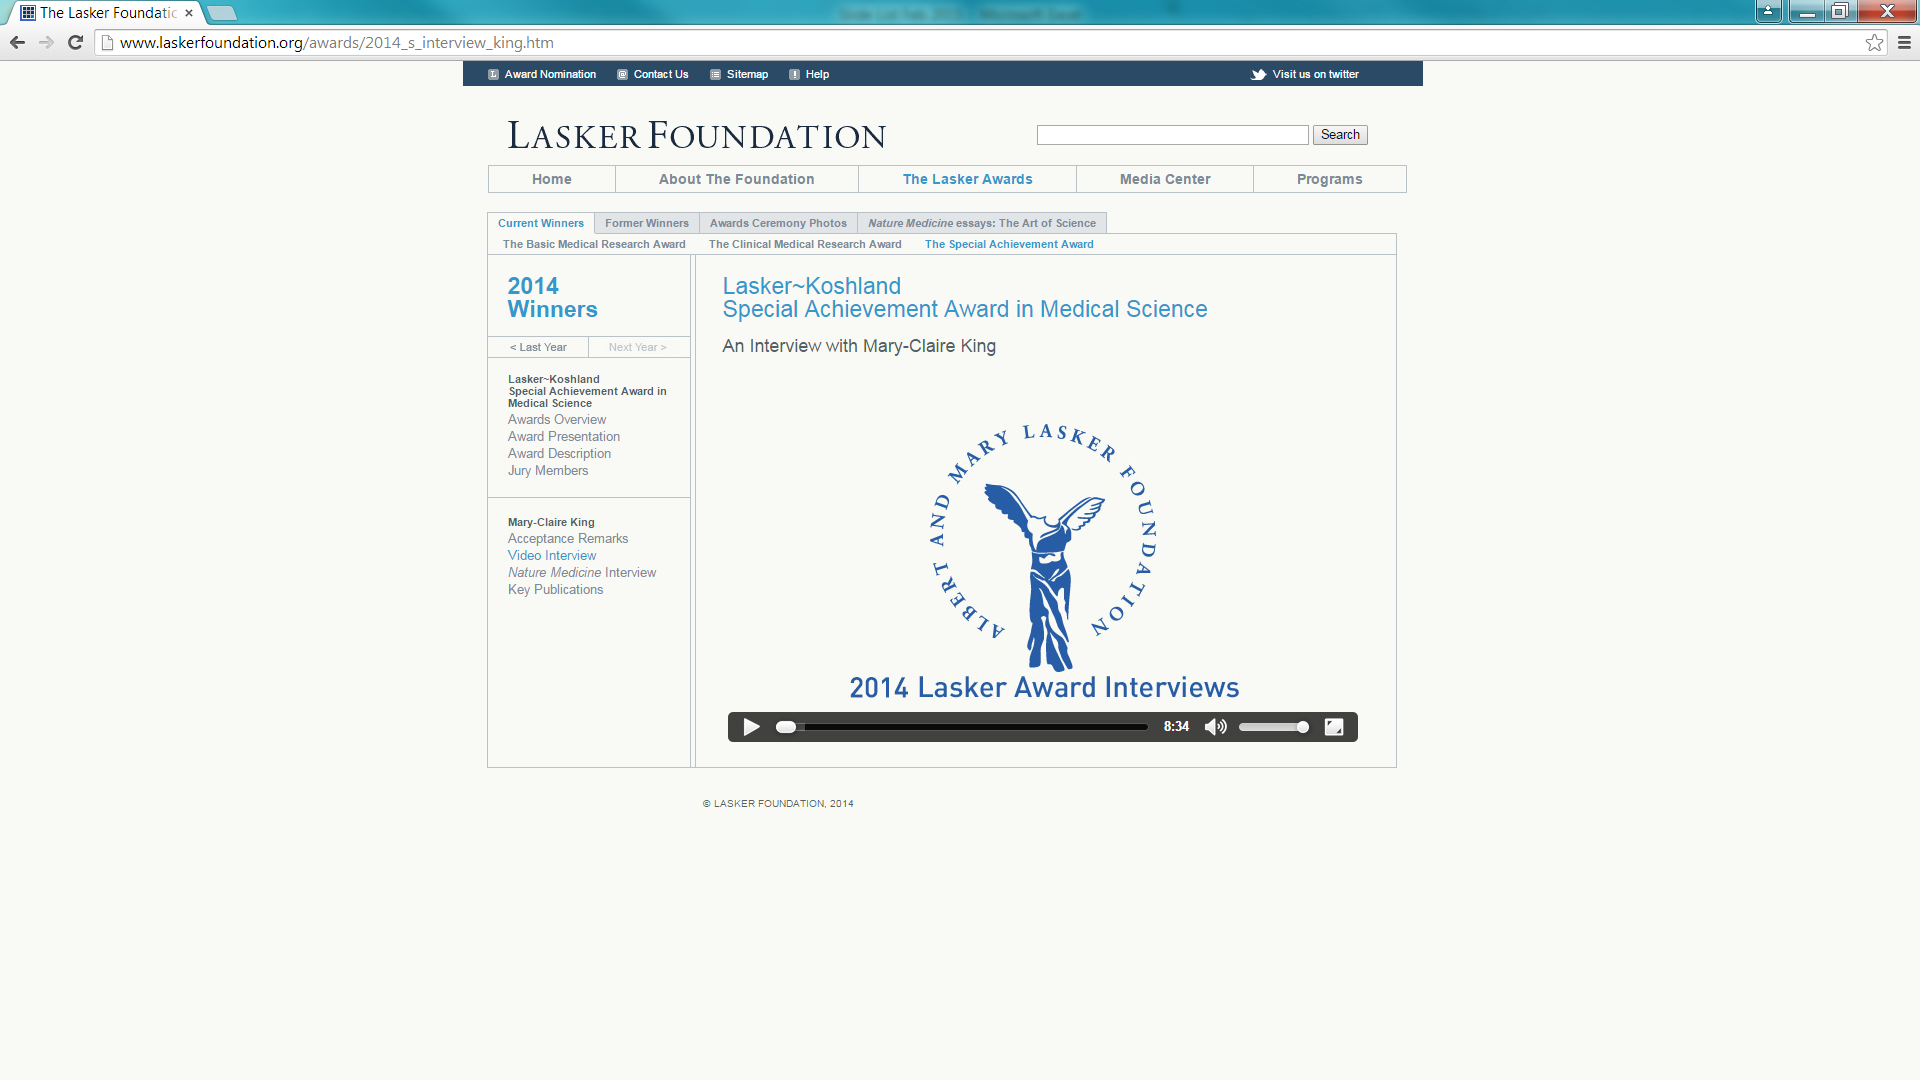 The Lasker Foundatio
www.laskerfoundation.org/awards/2014_s_interview_king.htm
Award Nomination Contact Us Sitemap Help Visit us on twitter
LASKER FOUNDATION
Search
Home About The Foundation The Lasker Awards Media Center Programs
Current Winners Former Winners Awards Ceremony Photos Nature Medicine essays: The Art of Science
The Basic Medical Research Award The Clinical Medical Research Award The Special Achievement Award
2014
Winners
< Last Year Next Year >
Lasker~Koshland
Special Achievement Award in
Medical Science
Awards Overview
Award Presentation
Award Description
Jury Members
Mary-Claire King
Acceptance Remarks
Video Interview
Nature Medicine Interview
Key Publications
Lasker~Koshland
Special Achievement Award in Medical Science
An Interview with Mary-Claire King
ALBERT AND MARY LASKER FOUNDATION
2014 Lasker Award Interviews
8:34
© LASKER FOUNDATION, 2014